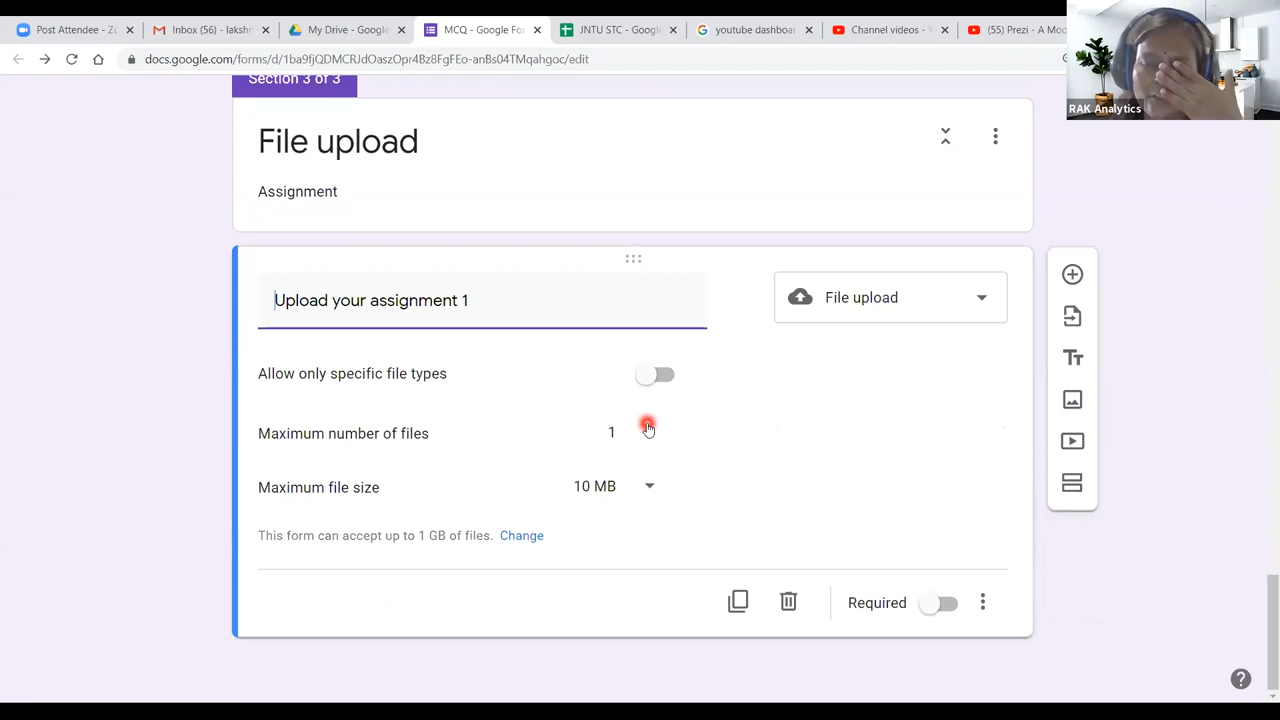 Post Attendee - Zo
Inbox (56) - lakshm
My Drive - Google
MCQ - Google For
JNTU STC - Googl
youtube dashboar
Channel videos - Y
(55) Prezi - A Mod
docs.google.com/forms/d/1ba9fjQDMCRJdOaszOpr4Bz8FgFEo-anBs04TMqahgoc/edit
RAK Analytics
Section 3 of 3
File upload
Assignment
Upload your assignment 1
File upload
Allow only specific file types
Maximum number of files 1
Maximum file size 10 MB
This form can accept up to 1 GB of files. Change
Required